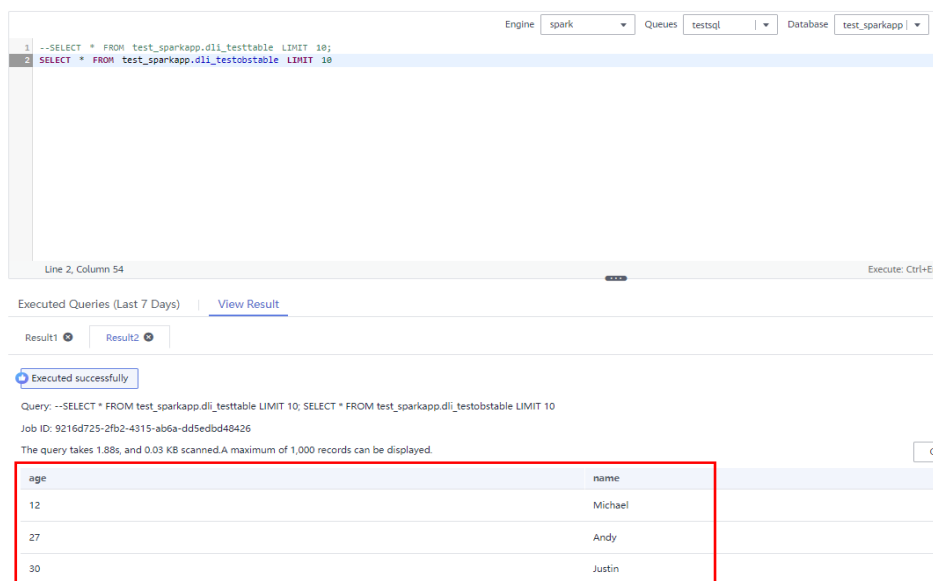 Engine spark Queues testsql Database test_sparkapp
1 --SELECT * FROM test_sparkapp.dli_testtable LIMIT 10;
2 SELECT * FROM test_sparkapp.dli_testobstable LIMIT 10
Line 2, Column 54 Execute: Ctrl+E
Executed Queries (Last 7 Days) View Result
Result1 Result2
Executed successfully
Query: --SELECT * FROM test_sparkapp.dli_testtable LIMIT 10; SELECT * FROM test_sparkapp.dli_testobstable LIMIT 10
Job ID: 9216d725-2fb2-4315-ab6a-dd5edbd48426
The query takes 1.88s, and 0.03 KB scanned.A maximum of 1,000 records can be displayed.
age name
12 Michael
27 Andy
30 Justin